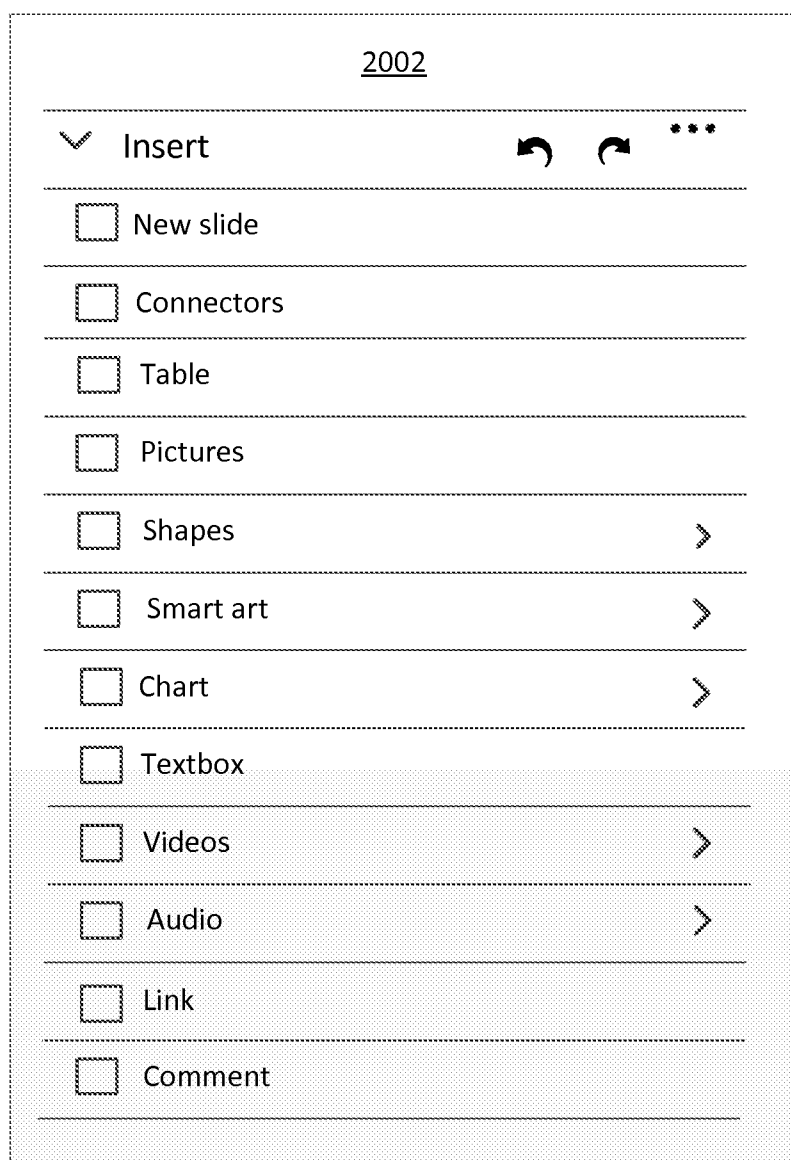 2002
Insert
New slide
Connectors
Table
Pictures
Shapes
Smart art
Chart
Textbox
Videos
Audio
Link
Comment